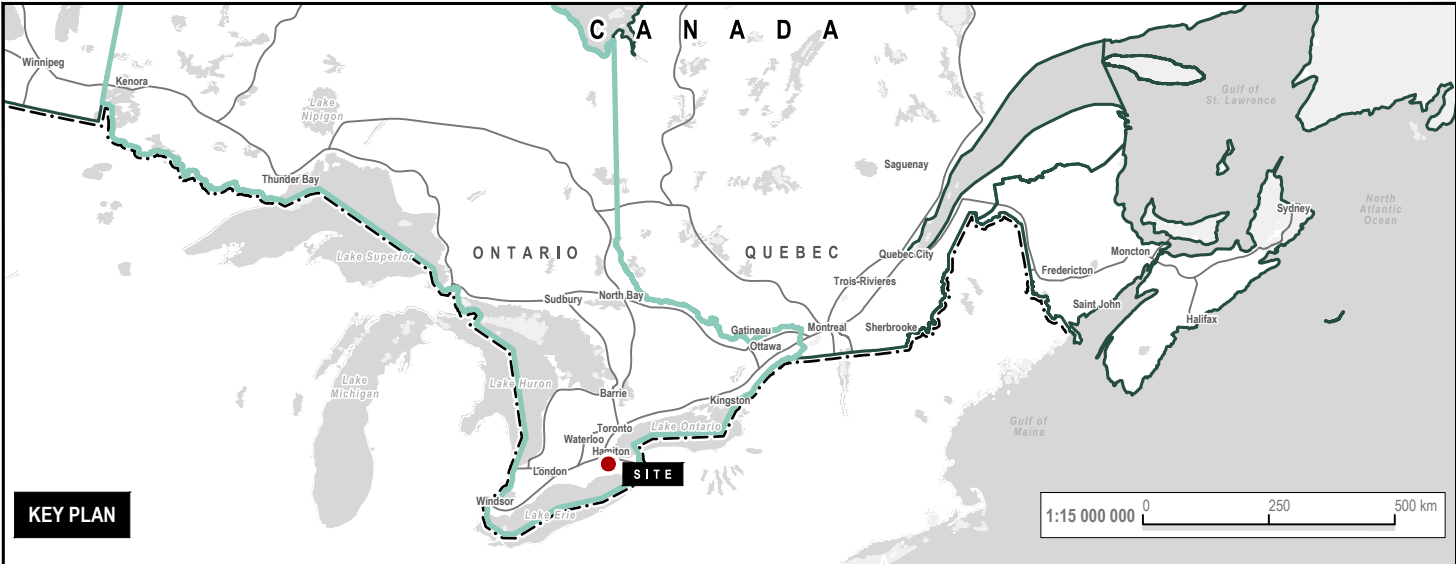 CANADA
Winnipeg
Kenora
Lake
Nipigon
Gulf of
St. Lawrence
Saguenay
Thunder Bay
North
Atlantic
Ocean
Sydney
Lake Superior
ONTARIO
QUEBEC
Quebec City
Moncton
Fredericton
Trois-Rivieres
Sudbury
North Bay
Saint John
Halifax
Gatineau
Ottawa
Montreal
Sherbrooke
Lake
Michigan
Lake Huron
Barrie
Kingston
Gulf of
Maine
Toronto
Lake Ontario
Waterloo
Hamiton
London
SITE
Windsor
Lake Erie
KEY PLAN
1:15 000 000
0 250 500 km